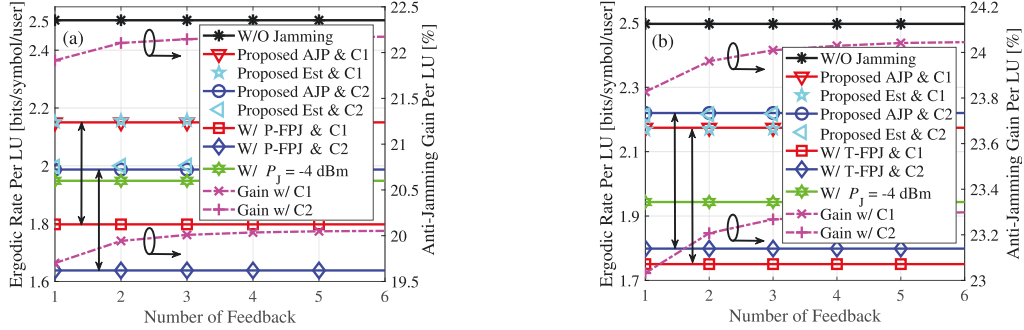 2.5
2.4
2.2
2
1.8
1.6
Ergodic Rate Per LU [bits/symbol/user]
(a)
W/O Jamming
Proposed AJP & C1
Proposed Est & C1
Proposed AJP & C2
Proposed Est & C2
W/ P-FPJ & C1
W/ P-FPJ & C2
W/ P_J = -4 dBm
Gain w/ C1
Gain w/ C2
22.5
22
21.5
21
20.5
20
19.5
Anti-Jamming Gain Per LU [%]
1 2 3 4 5 6
Number of Feedback
2.5
2.3
2.1
1.9
1.7
Ergodic Rate Per LU [bits/symbol/user]
(b)
W/O Jamming
Proposed AJP & C1
Proposed Est & C1
Proposed AJP & C2
Proposed Est & C2
W/ T-FPJ & C1
W/ T-FPJ & C2
W/ P_J = -4 dBm
Gain w/ C1
Gain w/ C2
24.2
24
23.8
23.6
23.4
23.2
23
Anti-Jamming Gain Per LU [%]
1 2 3 4 5 6
Number of Feedback